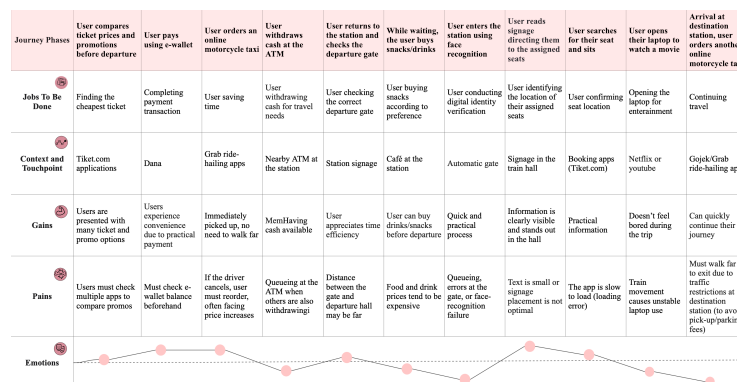 Journey Phases
User compares
ticket prices and
promotions
before departure
User pays
using e-wallet
User orders an
online
motorcycle taxi
User
withdraws
cash at the
ATM
User returns to
the station and
checks the
departure gate
While waiting,
the user buys
snacks/drinks
User enters the
station using
face
recognition
User reads
signage
directing them
to the assigned
seats
User searches
for their seat
and sits
User opens
their laptop to
watch a movie
Arrival at
destination
station, user
orders
online
motorcycle
Jobs To Be
Done
Finding the
cheapest ticket
Completing
payment
transaction
User saving
time
User
withdrawing
cash for travel
needs
User checking
the correct
departure gate
User buying
snacks
according to
preference
User conducting
digital identity
verification
User identifying
the location of
their assigned
seats
User confirming
seat location
Opening the
laptop for
enterainment
Continuing
travel
Context and
Touchpoint
Tiket.com
applications
Dana
Grab ride-
hailing apps
Nearby ATM at
the station
Station signage
Café at the
station
Automatic gate
Signage in the
train hall
Booking apps
(Tiket.com)
Netflix or
youtube
Gojek/Grab
ride-hailing
Gains
Users are
presented with
many ticket and
promo options
Users
experience
convenience
due to practical
payment
Immediately
picked up, no
need to walk far
MemHaving
cash available
User
appreciates time
efficiency
User can buy
drinks/snacks
before departure
Quick and
practical
process
Information is
clearly visible
and stands out
in the hall
Practical
information
Doesn't feel
bored during
the trip
Can quickly
continue their
journey
Pains
Users must check
multiple apps to
compare promos
Must check e-
wallet balance
beforehand
If the driver
cancels, user
must reorder,
often facing
price increases
Queueing at the
ATM when
others are also
withdrawingi
Distance
between the
gate and
departure hall
may be far
Food and drink
prices tend to be
expensive
Queueing,
errors at the
gate, or face-
recognition
failure
Text is small or
signage
placement is not
optimal
The app is slow
to load (loading
error)
Train
movement
causes unstable
laptop use
Must walk far
to exit due to
traffic
restrictions at
destination
station (to
pick-up/
fees)
Emotions